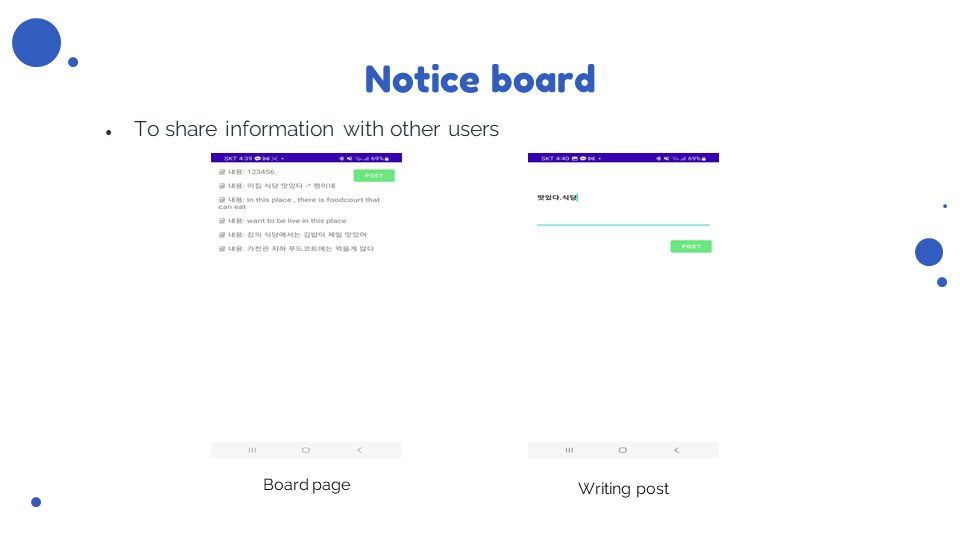 Notice board
• To share information with other users
SKT 4:39 69%
글 내용: 123456
POST
글 내용: 이집 식당 맛있다 -^ 찜이네
글 내용: In this place , there is foodcourt that
can eat
글 내용: want to be live in this place
글 내용: 킴의 식당에서는 김밥이 제일 맛있어
글 내용: 가천관 지하 푸드코트에는 먹을게 많다
Board page
SKT 4:40 69%
맛있다.식당
POST
Writing post